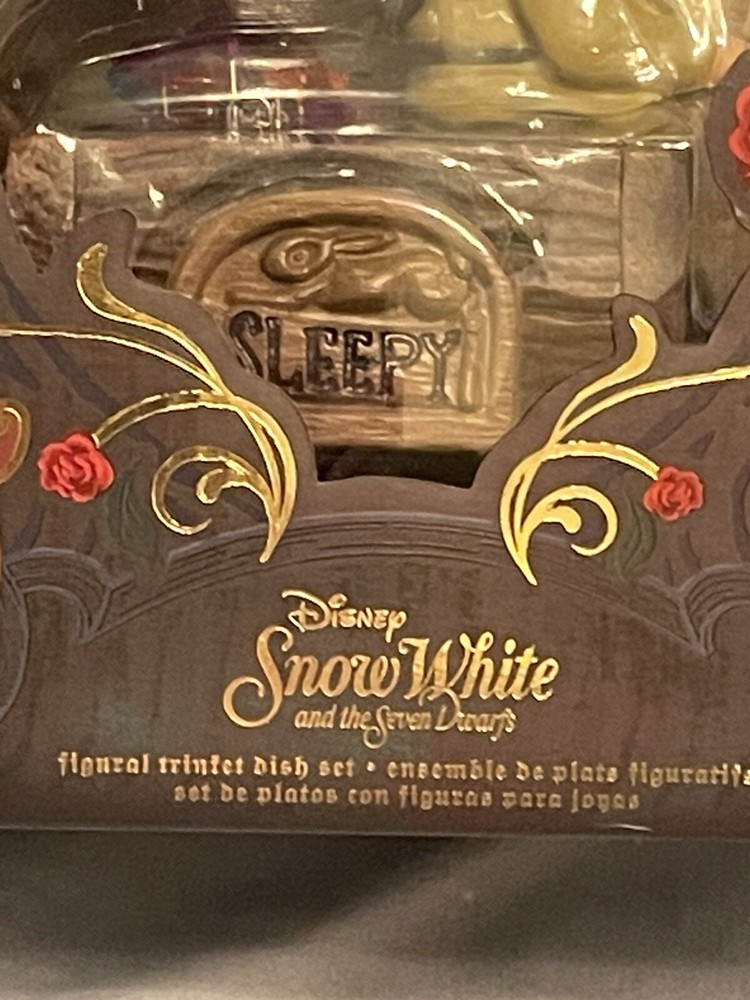 SLEEPY
Disney
Snow White
and the Seven Dwarfs
figural trinket dish set • ensemble de plats figuratifs
set de platos con figuras para joyas